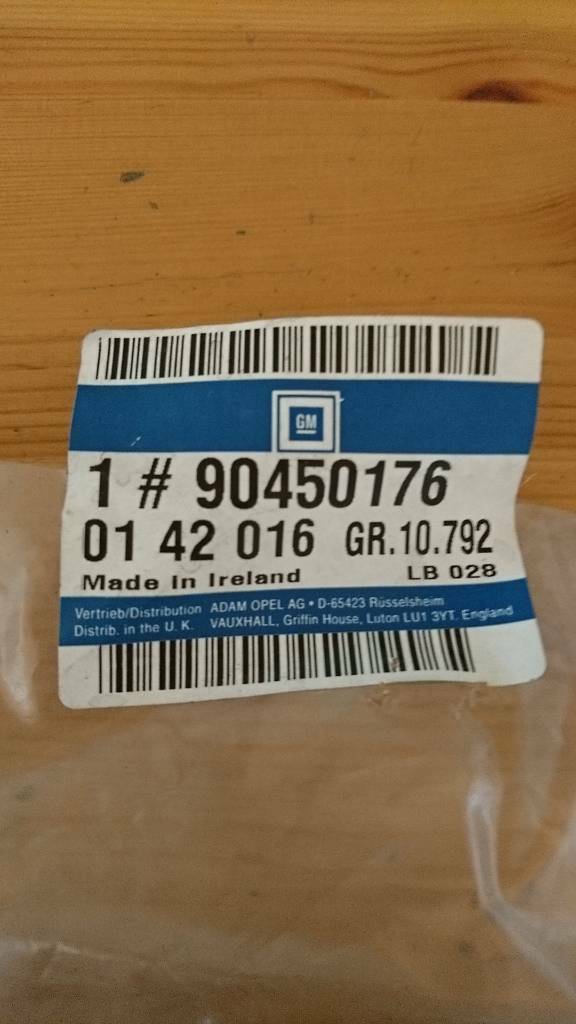 GM
1 # 90450176
01 42 016 GR.10.792
Made in Ireland LB 028
Vertrieb/Distribution ADAM OPEL AG • D-65423 Rüsselsheim
Distrib. in the U. K. VAUXHALL, Griffin House, Luton LU1 3YT. England